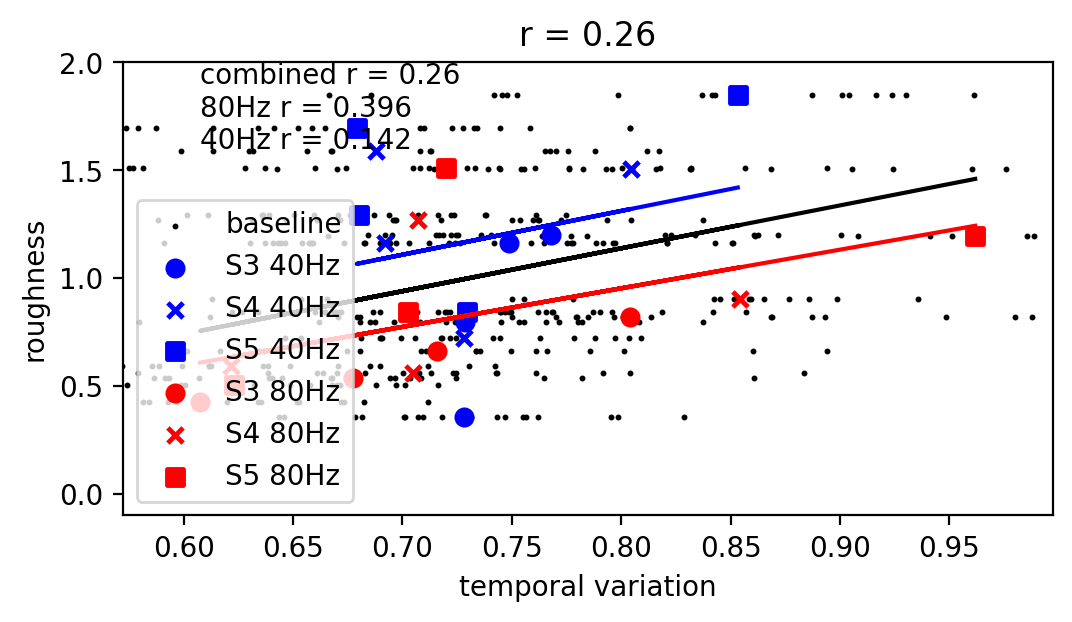 r = 0.26
combined r = 0.26
80Hz r = 0.396
40Hz r = 0.142
2.0
1.5
1.0
0.5
0.0
roughness
baseline
S3 40Hz
S4 40Hz
S5 40Hz
S3 80Hz
S4 80Hz
S5 80Hz
0.60 0.65 0.70 0.75 0.80 0.85 0.90 0.95
temporal variation